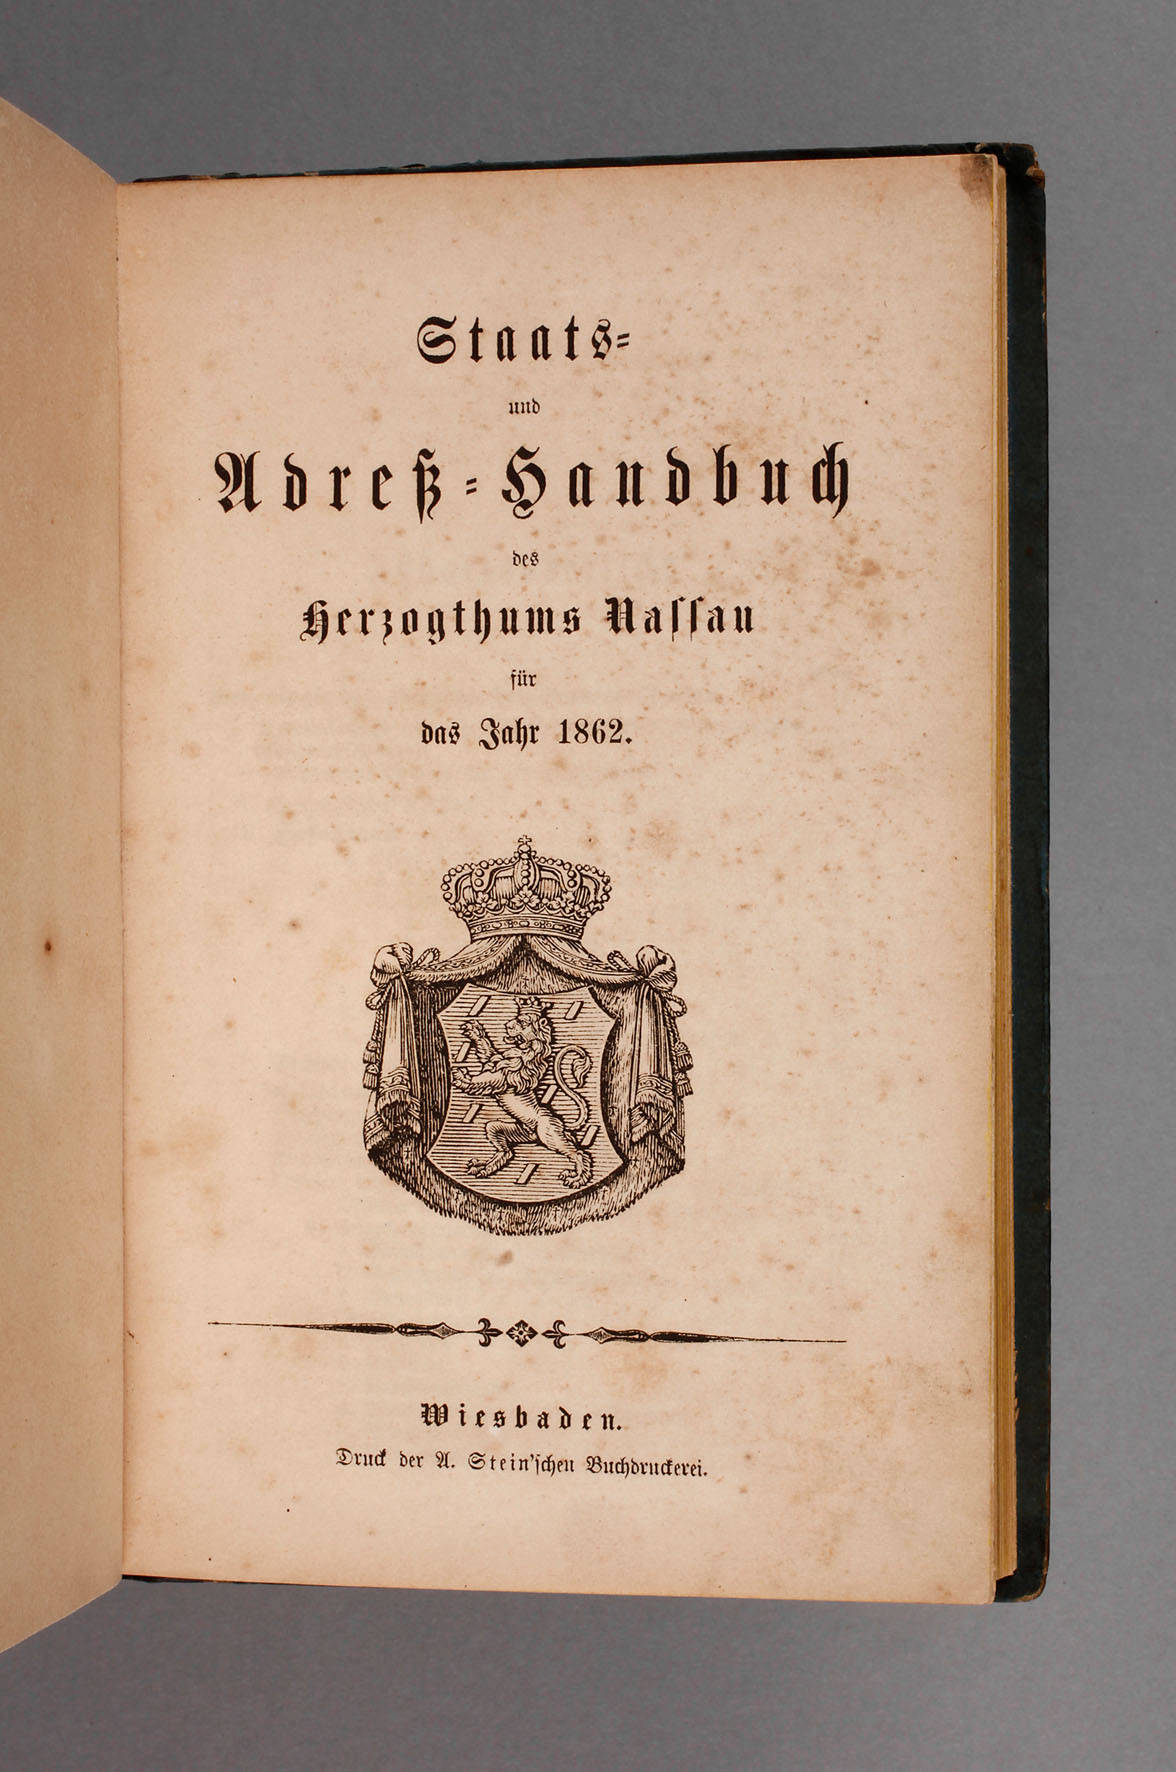 Staats-
und
Adreß-Handbuch
des
Herzogthums Nassau
für
das Jahr 1862.
Wiesbaden.
Druck der A. Stein'schen Buchdruckerei.